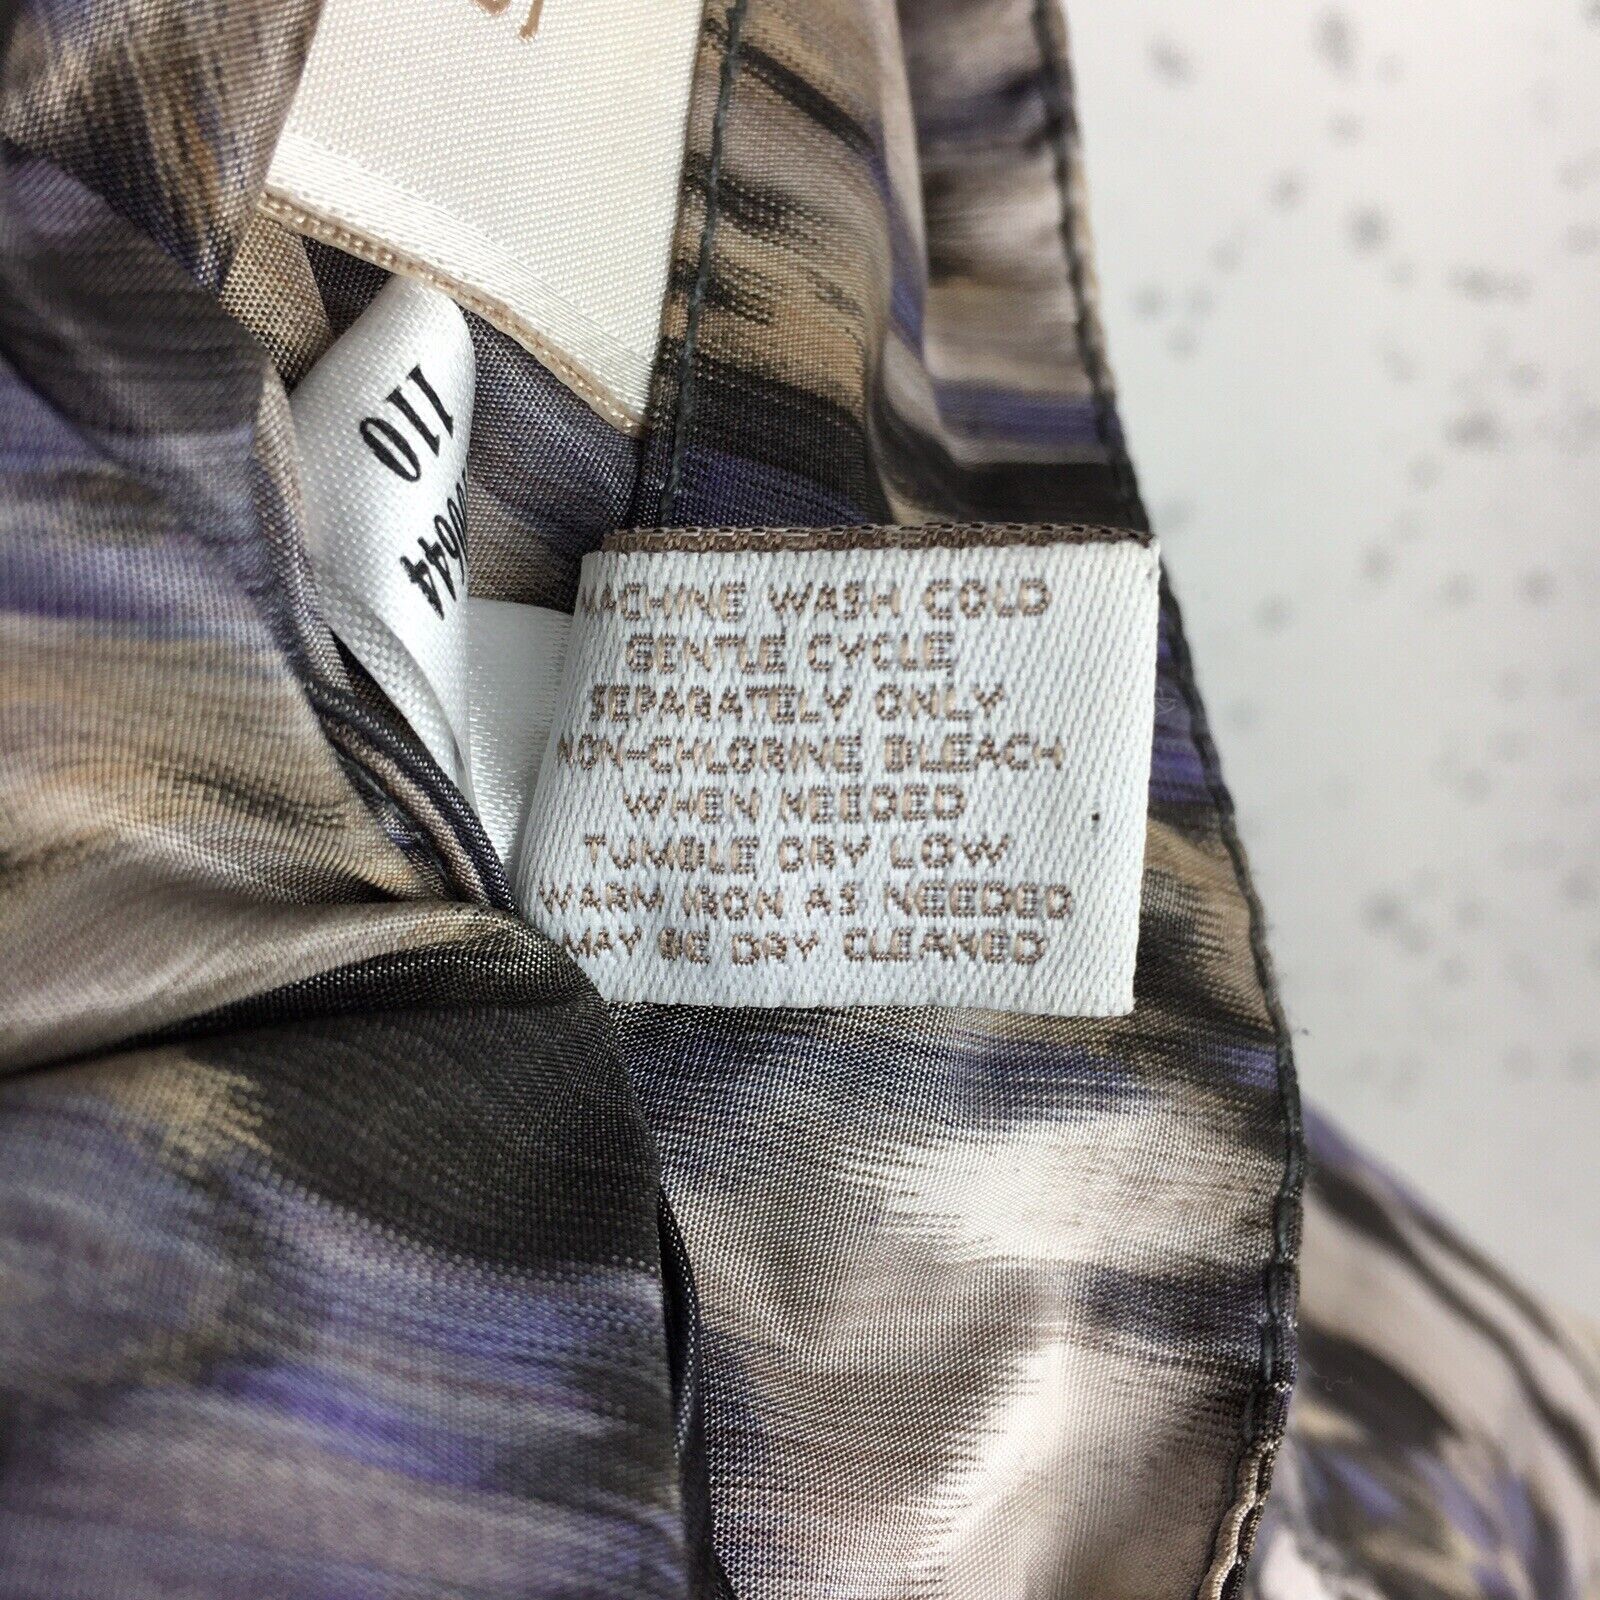 110
MACHINE WASH COLD
GENTLE CYCLE,
SEPARATELY ONLY
NON-CHLORINE BLEACH
WHEN NEEDED
TUMBLE DRY LOW
WARM IRON AS NEEDED
MAY BE DRY CLEANED